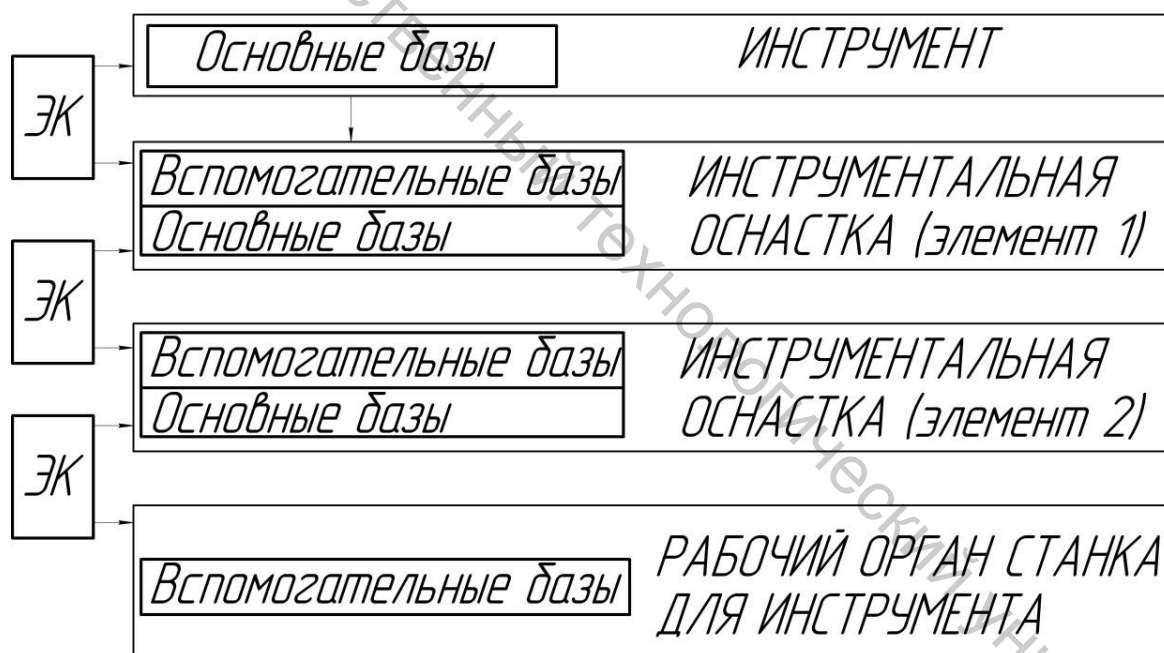 Основные базы ИНСТРУМЕНТ
ЭК
Вспомогательные базы ИНСТРУМЕНТАЛЬНАЯ
Основные базы ОСНАСТКА (элемент 1)
ЭК
Вспомогательные базы ИНСТРУМЕНТАЛЬНАЯ
Основные базы ОСНАСТКА (элемент 2)
ЭК
Вспомогательные базы
РАБОЧИЙ ОРГАН СТАНКА
ДЛЯ ИНСТРУМЕНТА
технологический